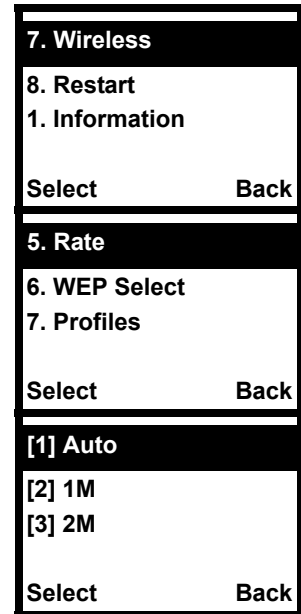 7. Wireless
8. Restart
1. Information
Select Back
5. Rate
6. WEP Select
7. Profiles
Select Back
[1] Auto
[2] 1M
[3] 2M
Select Back